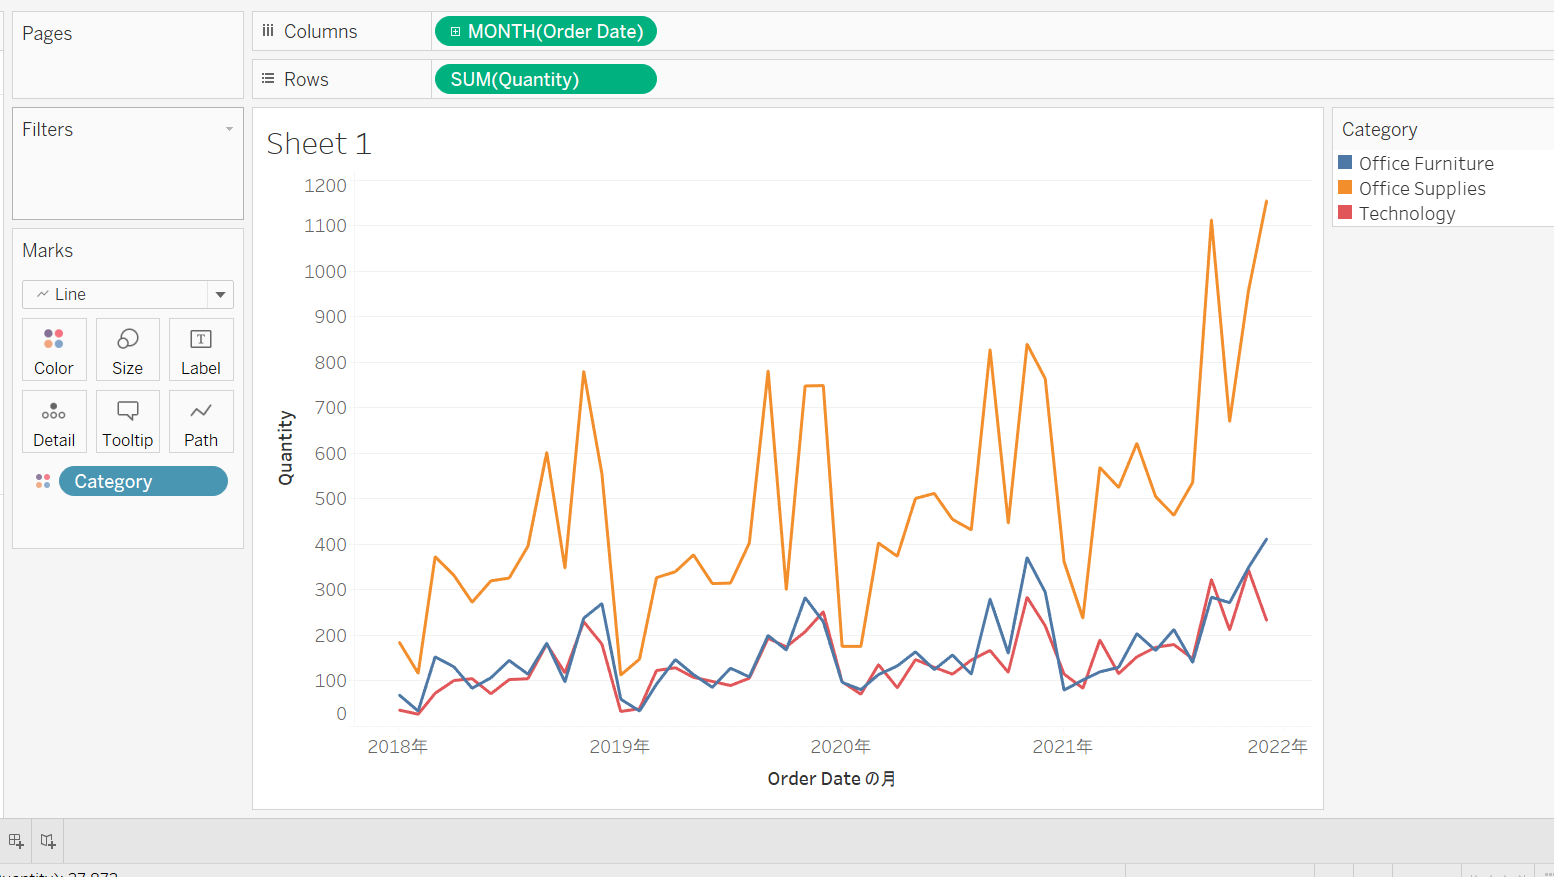 Pages
Columns
MONTH(Order Date)
Rows
SUM(Quantity)
Filters
Marks
Line
Color
Size
Label
Detail
Tooltip
Path
Category
Sheet 1
1200
1100
1000
900
800
700
600
500
400
300
200
100
0
Quantity
2018年
2019年
2020年
2021年
2022年
Order Date の月
Category
Office Furniture
Office Supplies
Technology